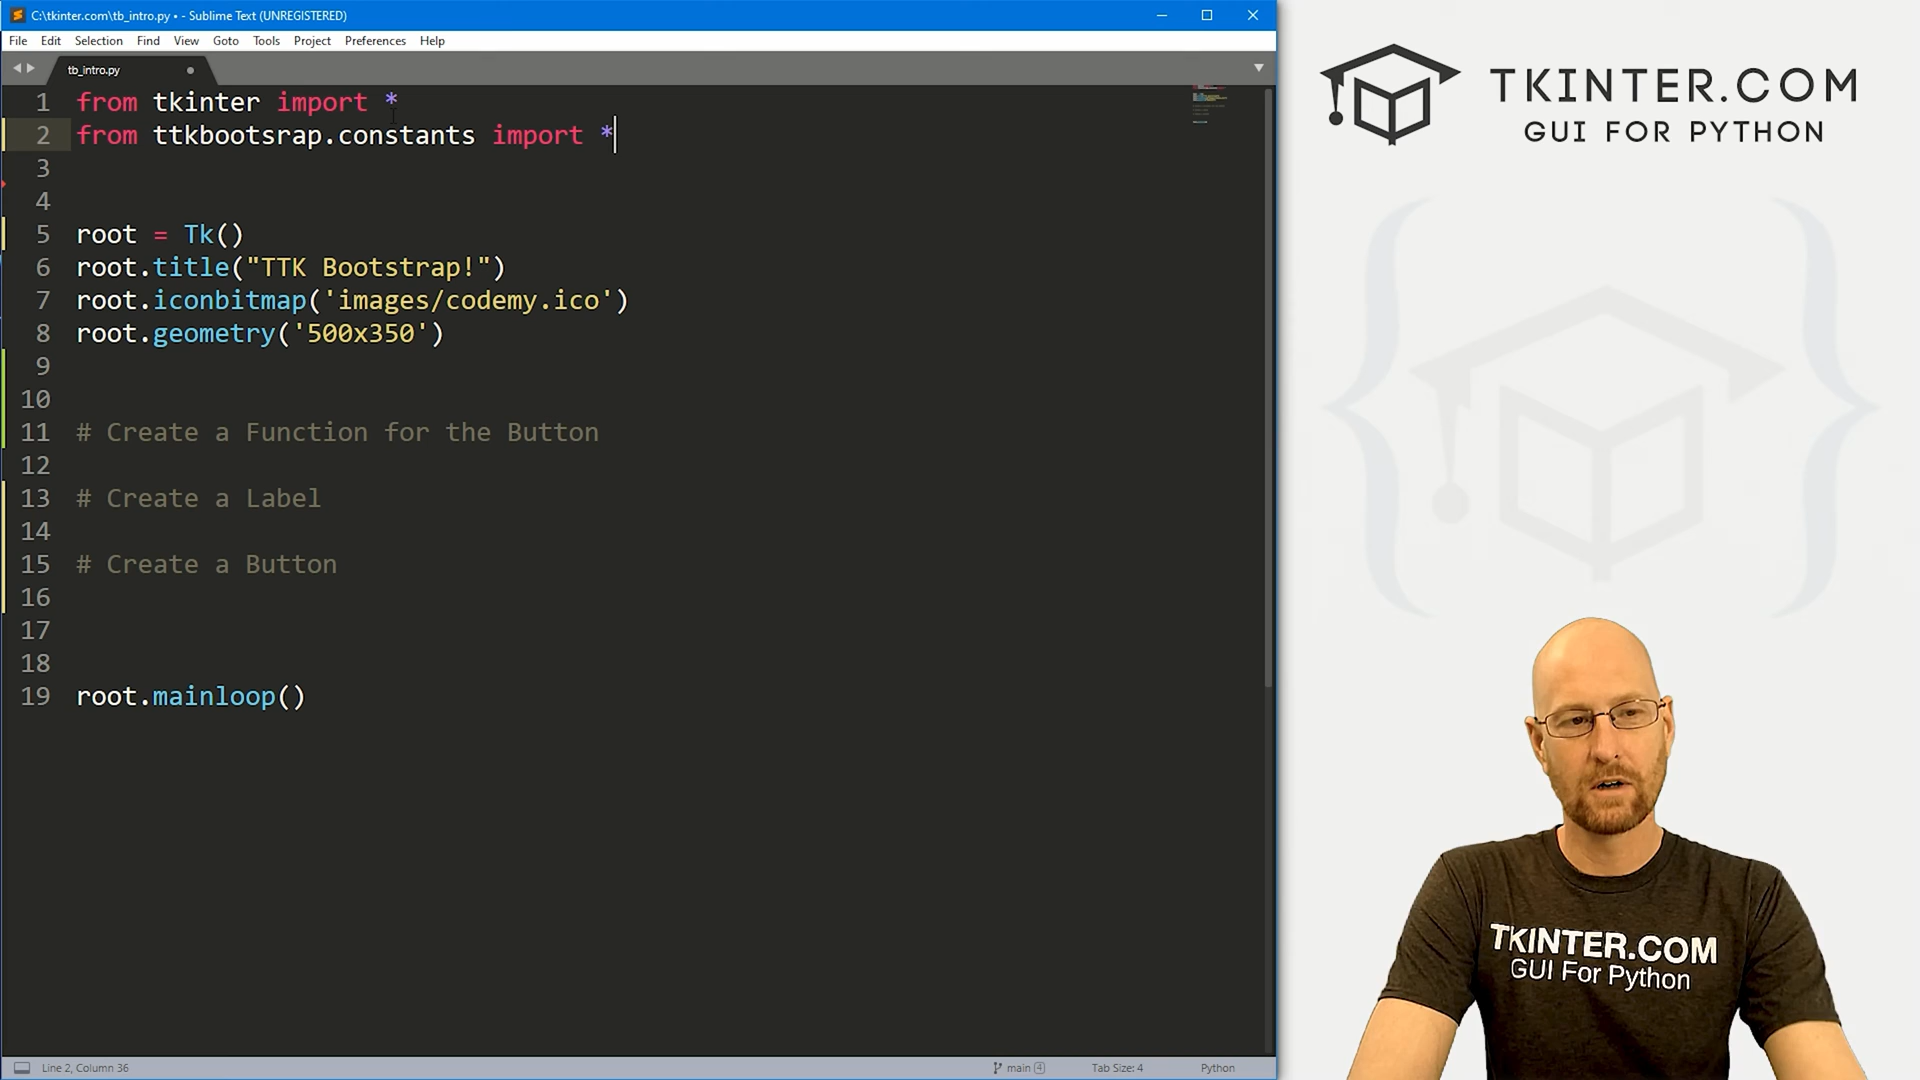 C:\tkinter.com\tb_intro.py • - Sublime Text (UNREGISTERED)
File Edit Selection Find View Goto Tools Project Preferences Help
tb_intro.py
1 from tkinter import *
2 from ttkbootsrap.constants import *
3
4
5 root = Tk()
6 root.title("TTK Bootstrap!")
7 root.iconbitmap('images/codemy.ico')
8 root.geometry('500x350')
9
10
11 # Create a Function for the Button
12
13 # Create a Label
14
15 # Create a Button
16
17
18
19 root.mainloop()
Line 2, Column 36 main 4 Tab Size: 4 Python
TKINTER.COM
GUI FOR PYTHON
TKINTER.COM
GUI For Python